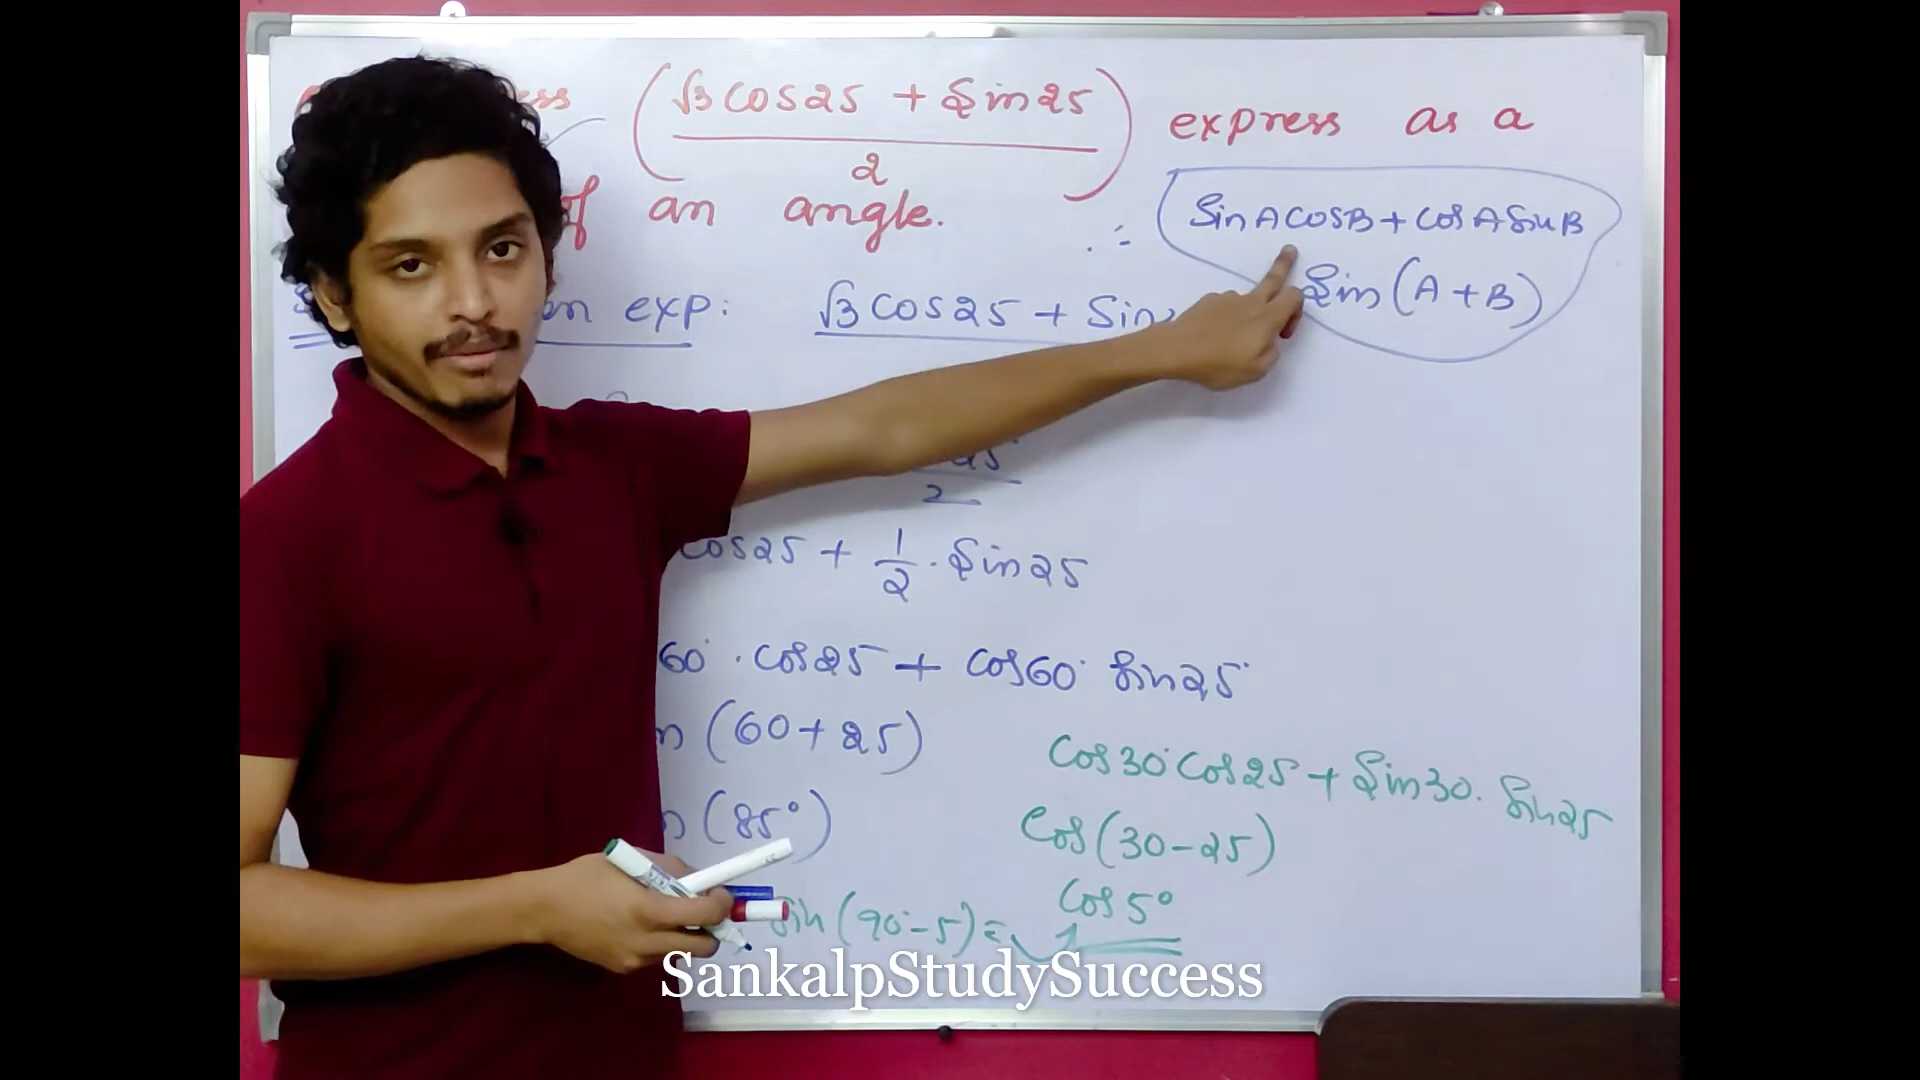 (√3 cos25 + Sin25) express as a
2
of an angle.
∴ SinACosB + CosASinB
Sin(A+B)
exp: √3 cos25 + Sin
2
cos25 + 1/2 . Sin25
60° . cos25 + cos60° Sin25°
n (60+25)
n (85°)
Cos30° Cos25 + Sin30. Sin25
Cos(30-25)
Cos5°
Sin(90-5) =
SankalpStudySuccess